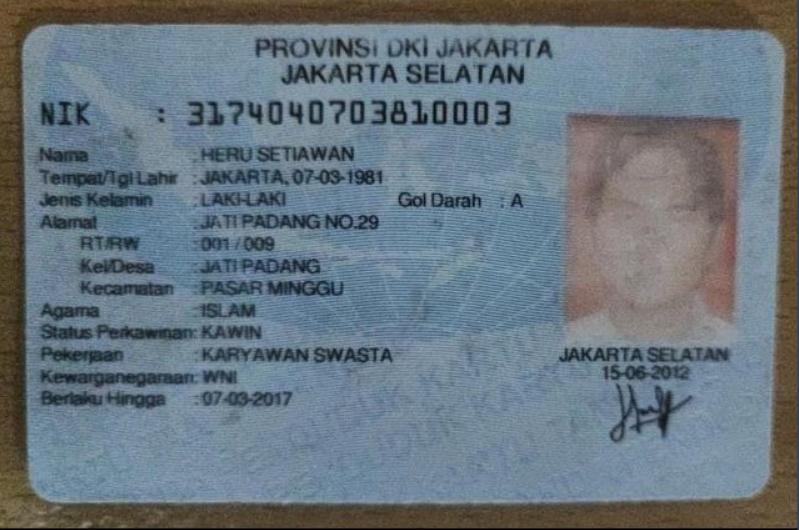 PROVINSI DKI JAKARTA
JAKARTA SELATAN
NIK : 3174040703810003
Nama : HERU SETIAWAN
Tempat/Tgl Lahir : JAKARTA, 07-03-1981
Jenis Kelamin : LAKI-LAKI Gol Darah : A
Alamat : JATI PADANG NO.29
RT/RW : 001 / 009
Kel/Desa : JATI PADANG
Kecamatan : PASAR MINGGU
Agama : ISLAM
Status Perkawinan: KAWIN
Pekerjaan : KARYAWAN SWASTA
Kewarganegaraan: WNI
Berlaku Hingga : 07-03-2017
JAKARTA SELATAN
15-06-2012